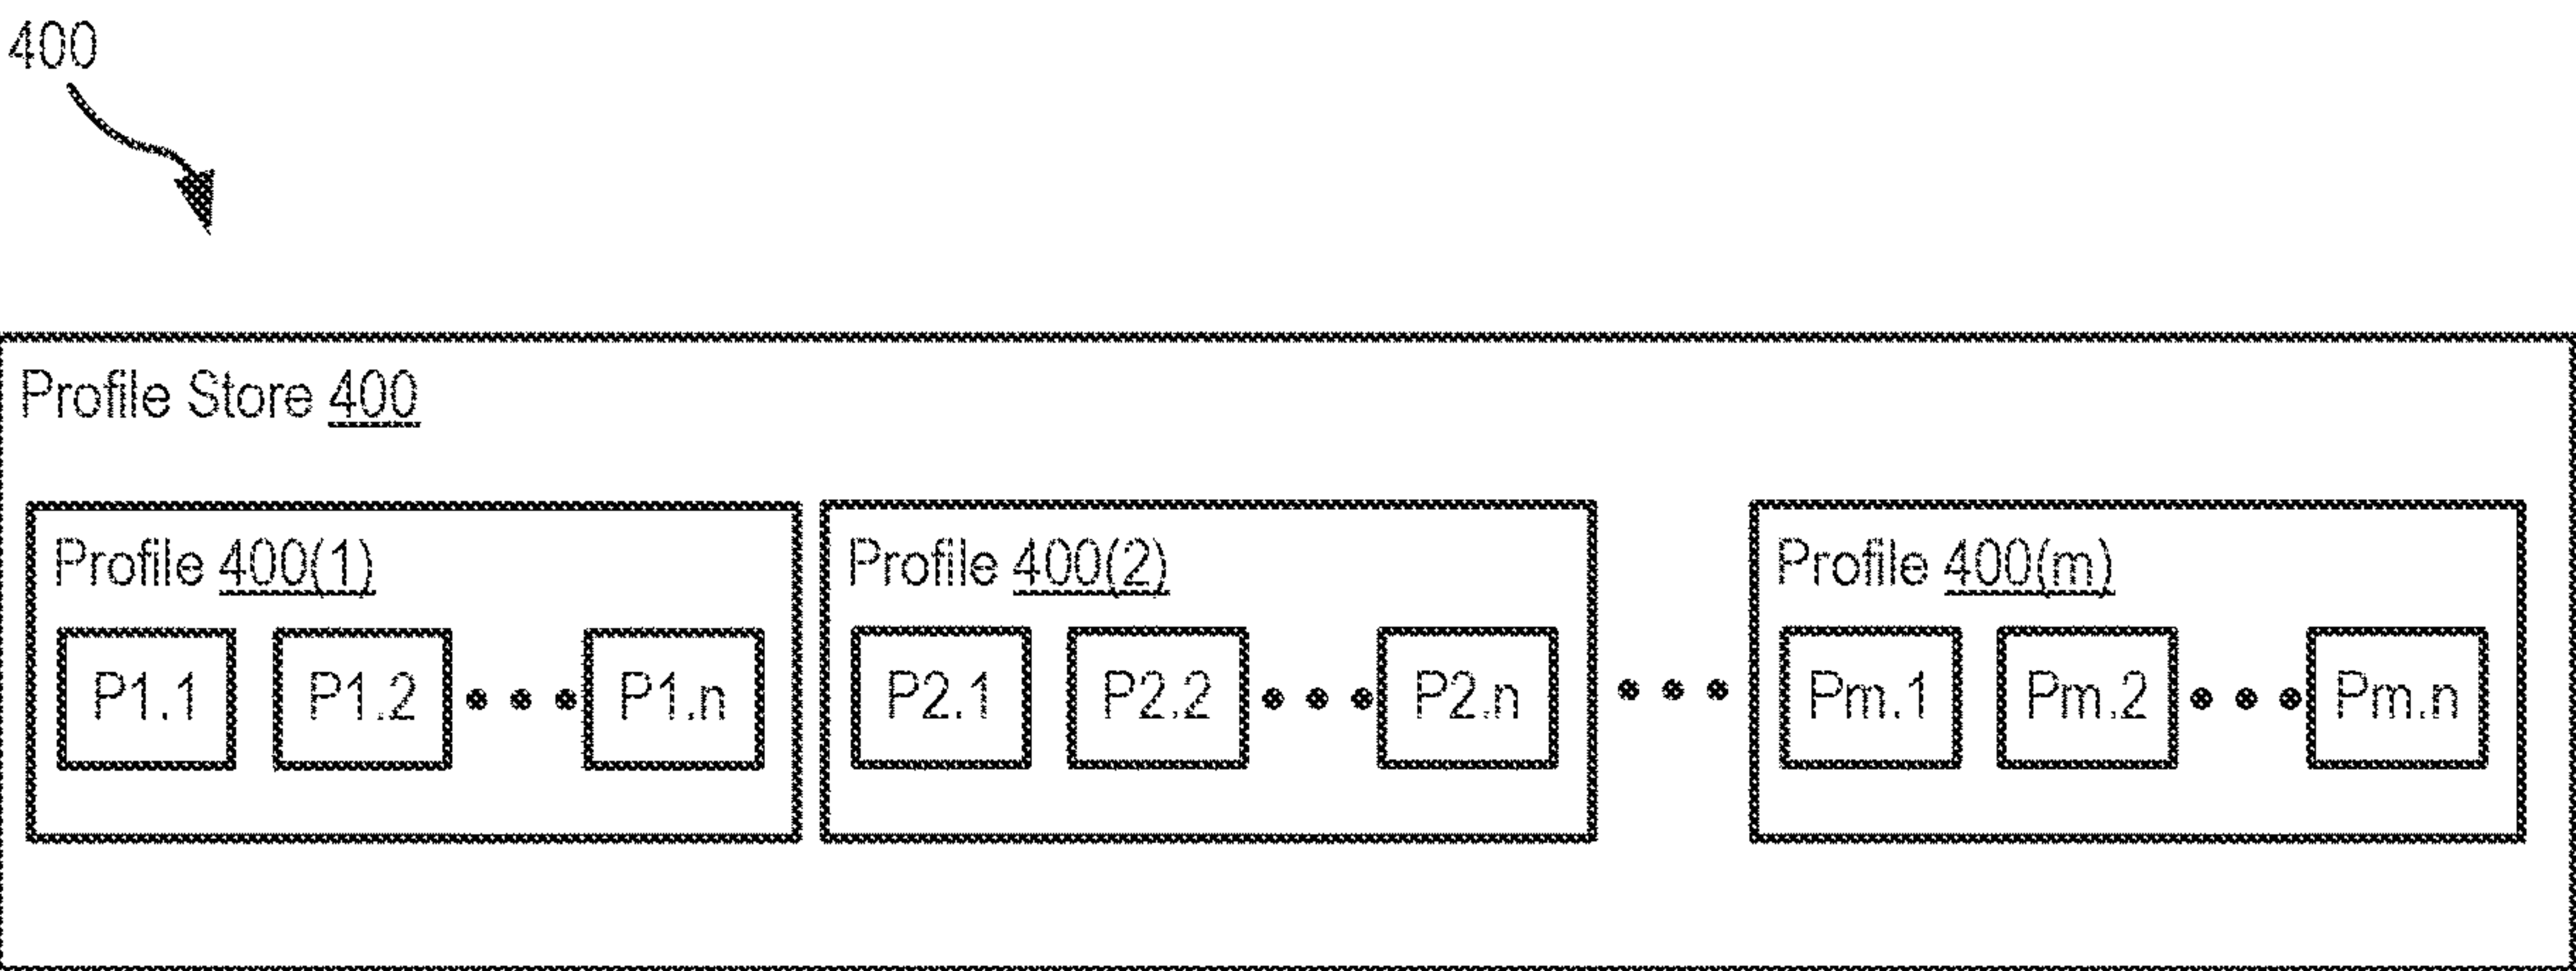 400
Profile Store 400
Profile 400(1) Profile 400(2) Profile 400(m)
P1.1 P1.2 P1.n P2.1 P2.2 P2.n Pm.1 Pm.2 Pm.n